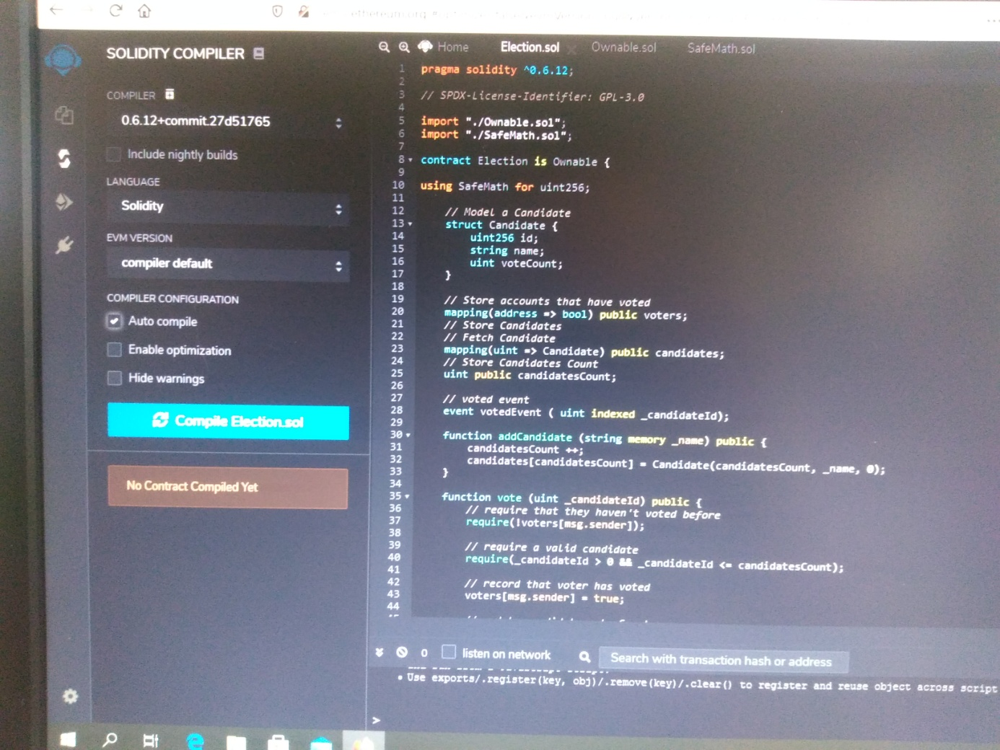 SOLIDITY COMPILER
COMPILER
0.6.12+commit.27d51765
Include nightly builds
LANGUAGE
Solidity
EVM VERSION
compiler default
COMPILER CONFIGURATION
Auto compile
Enable optimization
Hide warnings
Compile Election.sol
No Contract Compiled Yet
Home Election.sol Ownable.sol SafeMath.sol
1 pragma solidity ^0.6.12;
2
3 // SPDX-License-Identifier: GPL-3.0
4
5 import "./Ownable.sol";
6 import "./SafeMath.sol";
7
8 contract Election is Ownable {
9
10 using SafeMath for uint256;
11
12 // Model a Candidate
13 struct Candidate {
14 uint256 id;
15 string name;
16 uint voteCount;
17 }
18
19 // Store accounts that have voted
20 mapping(address => bool) public voters;
21 // Store Candidates
22 // Fetch Candidate
23 mapping(uint => Candidate) public candidates;
24 // Store Candidates Count
25 uint public candidatesCount;
26
27 // voted event
28 event votedEvent ( uint indexed _candidateId);
29
30 function addCandidate (string memory _name) public {
31 candidatesCount ++;
32 candidates[candidatesCount] = Candidate(candidatesCount, _name, 0);
33 }
34
35 function vote (uint _candidateId) public {
36 // require that they haven't voted before
37 require(!voters[msg.sender]);
38
39 // require a valid candidate
40 require(_candidateId > 0 && _candidateId <= candidatesCount);
41
42 // record that voter has voted
43 voters[msg.sender] = true;
44
0 listen on network Search with transaction hash or address
• Use exports/.register(key, obj)/.remove(key)/.clear() to register and reuse object across script
>